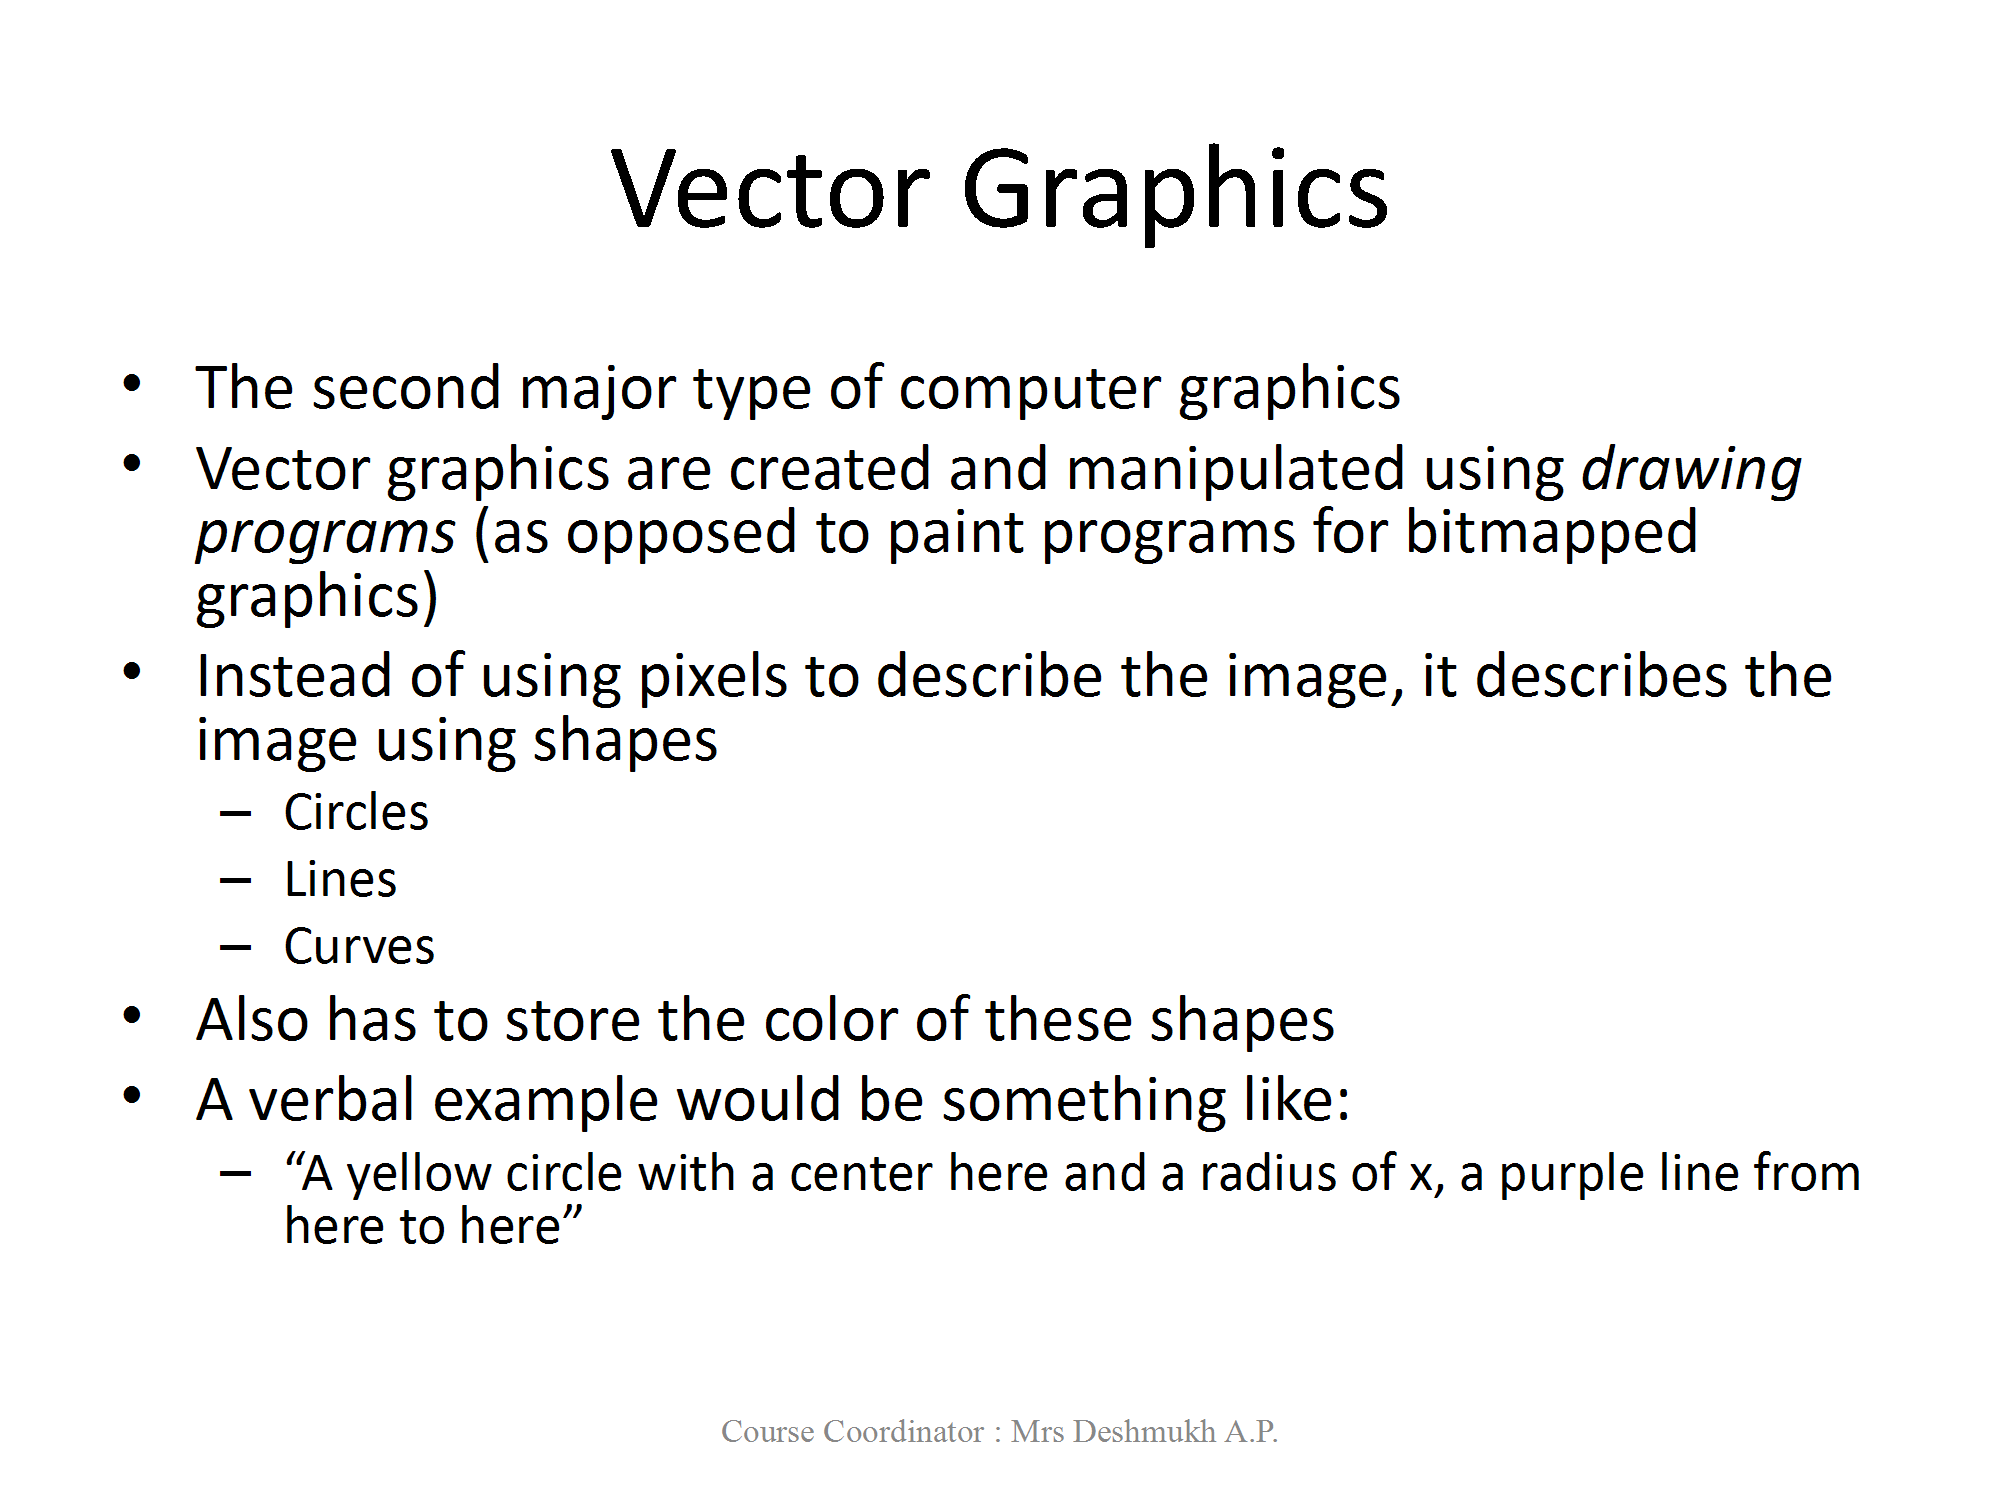 Vector Graphics
• The second major type of computer graphics
• Vector graphics are created and manipulated using drawing
programs (as opposed to paint programs for bitmapped
graphics)
• Instead of using pixels to describe the image, it describes the
image using shapes
– Circles
– Lines
– Curves
• Also has to store the color of these shapes
• A verbal example would be something like:
– “A yellow circle with a center here and a radius of x, a purple line from
here to here”
Course Coordinator : Mrs Deshmukh A.P.